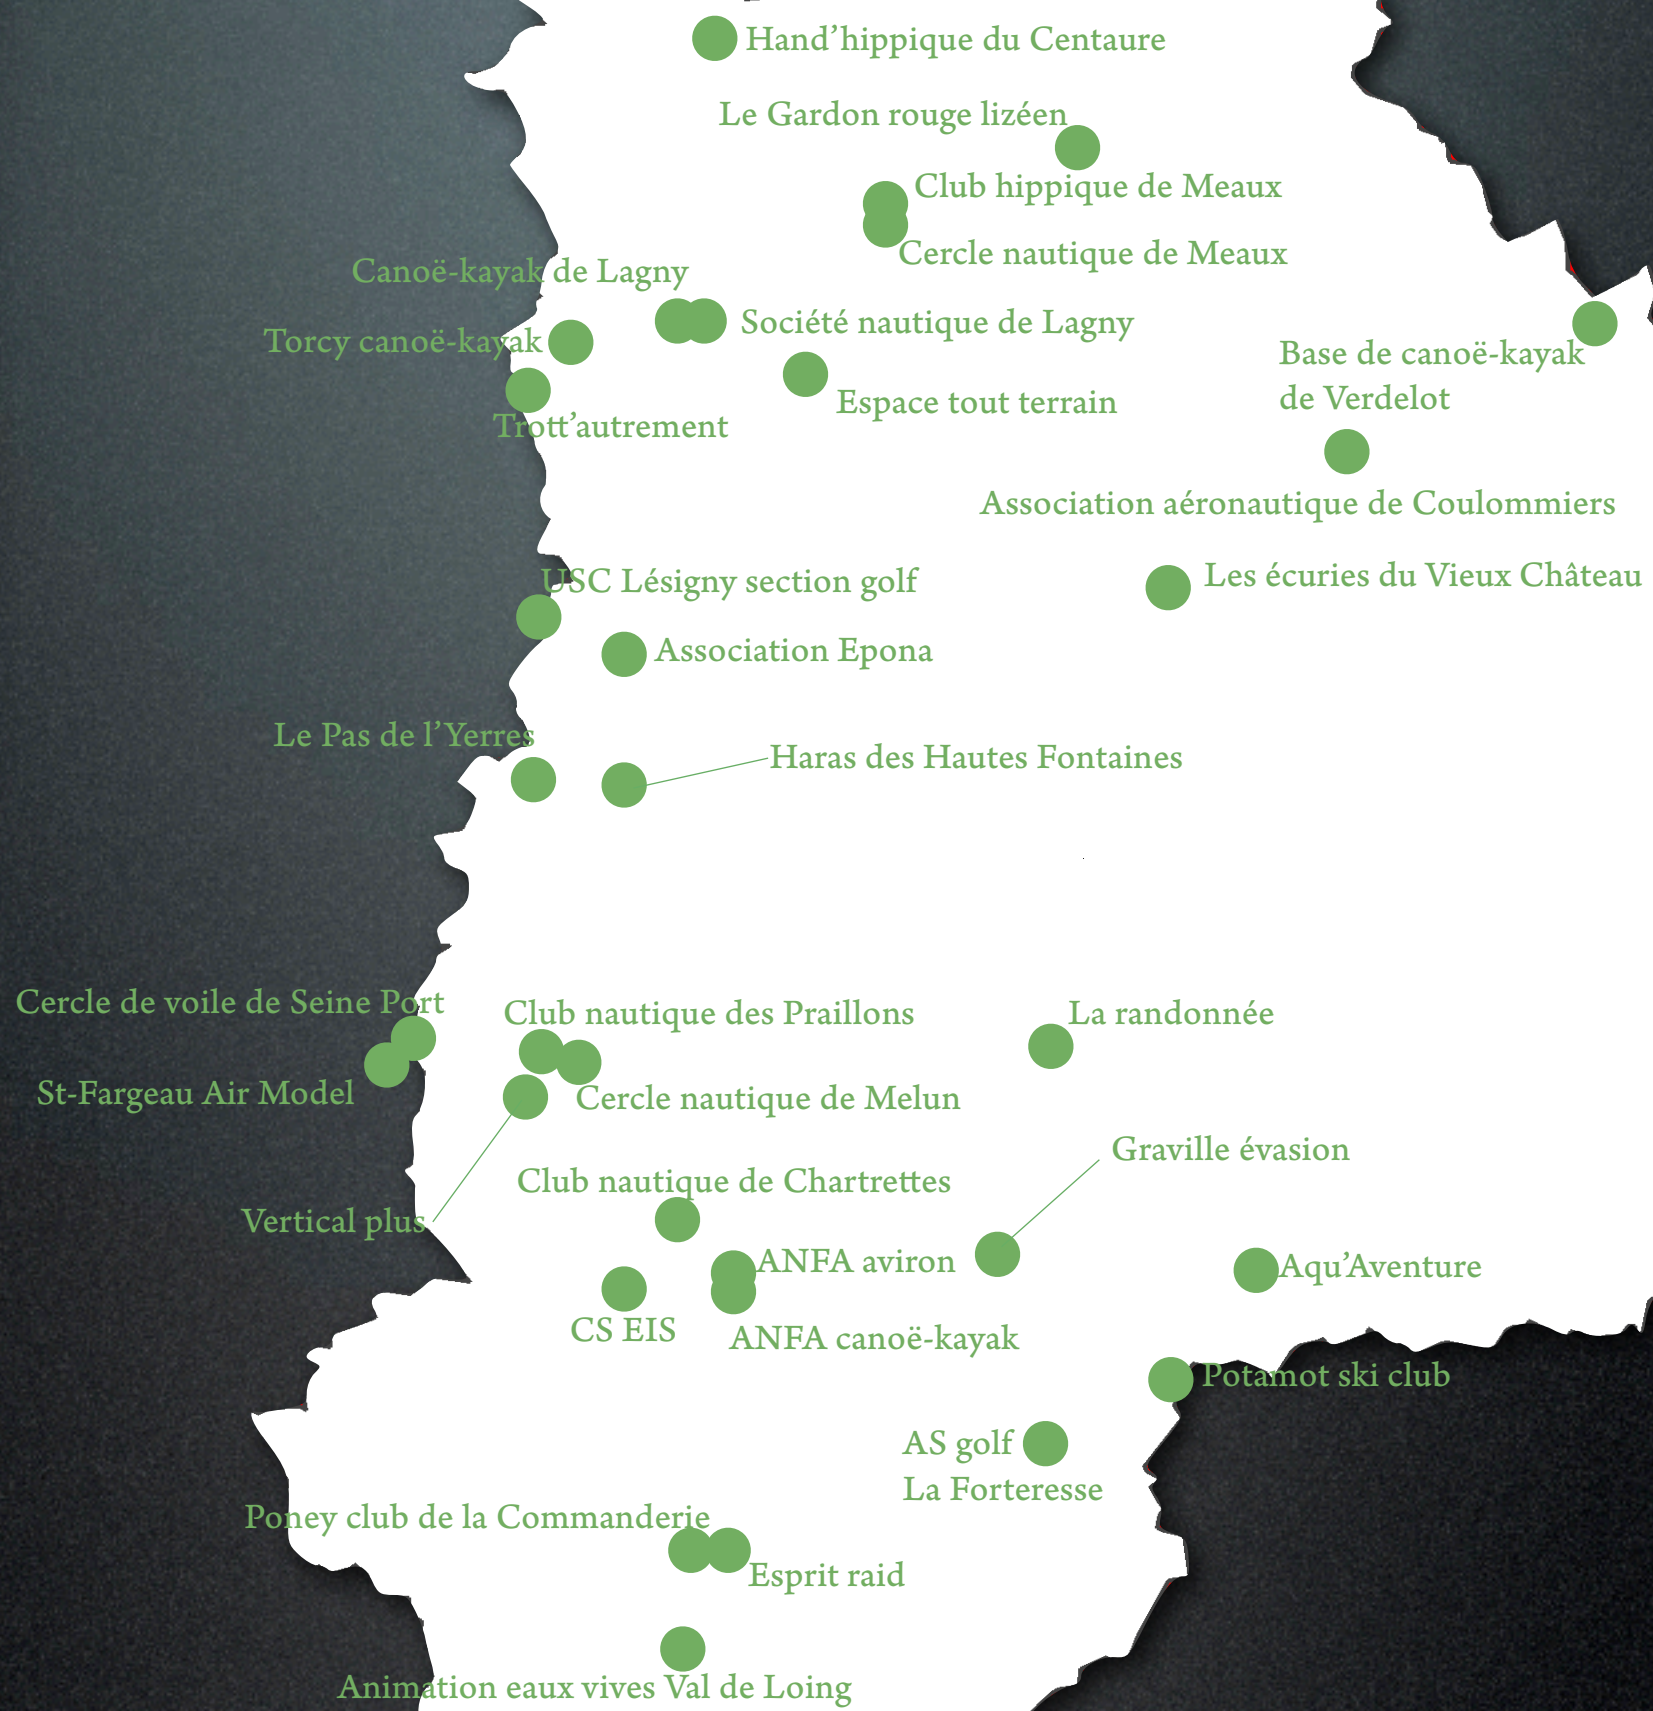 Hand’hippique du Centaure
Le Gardon rouge lizéen
Club hippique de Meaux
Cercle nautique de Meaux
Canoë-kayak de Lagny
Société nautique de Lagny
Torcy canoë-kayak
Base de canoë-kayak
de Verdelot
Espace tout terrain
Trott’autrement
Association aéronautique de Coulommiers
USC Lésigny section golf
Les écuries du Vieux Château
Association Epona
Le Pas de l’Yerres
Haras des Hautes Fontaines
Cercle de voile de Seine Port
Club nautique des Praillons
La randonnée
St-Fargeau Air Model
Cercle nautique de Melun
Graville évasion
Club nautique de Chartrettes
Vertical plus
ANFA aviron
Aqu’Aventure
CS EIS
ANFA canoë-kayak
Potamot ski club
AS golf
La Forteresse
Poney club de la Commanderie
Esprit raid
Animation eaux vives Val de Loing